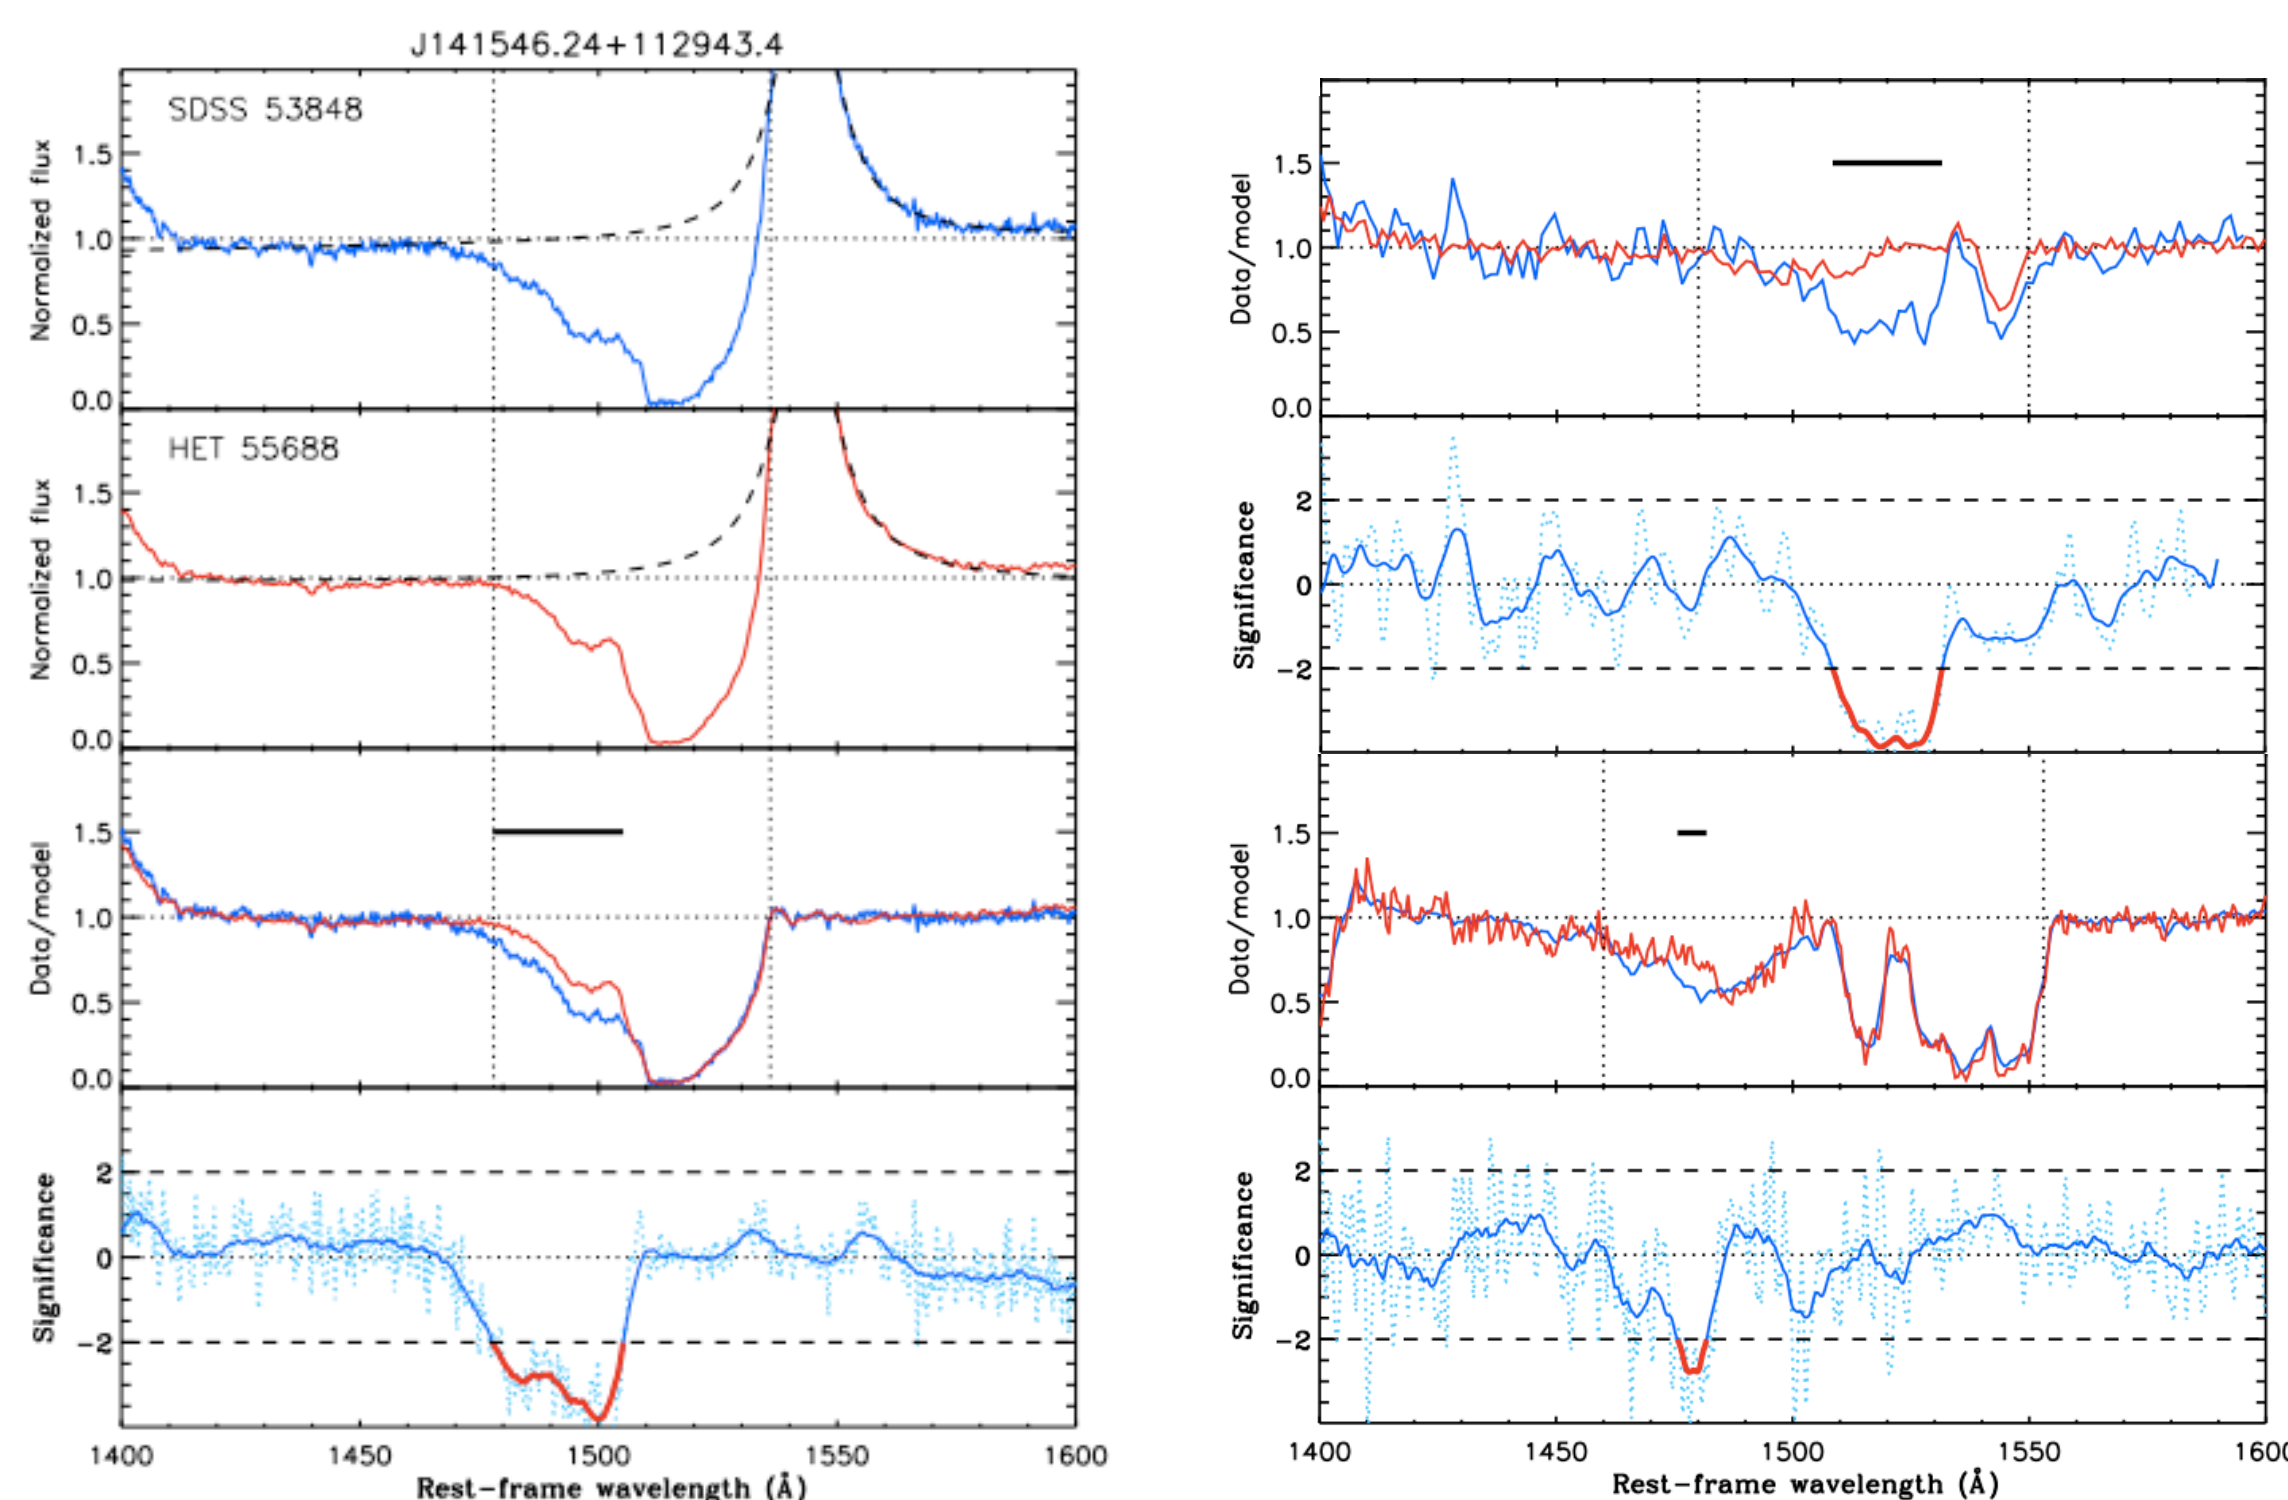 J141546.24+112943.4
SDSS 53848
Normalized flux
1.5
1.0
0.5
0.0
HET 55688
Normalized flux
1.5
1.0
0.5
0.0
Data/model
1.5
1.0
0.5
0.0
Significance
2
0
-2
1400 1450 1500 1550 1600
Rest-frame wavelength (Å)
Data/model
1.5
1.0
0.5
0.0
Significance
2
0
-2
Data/model
1.5
1.0
0.5
0.0
Significance
2
0
-2
1400 1450 1500 1550 160
Rest-frame wavelength (Å)